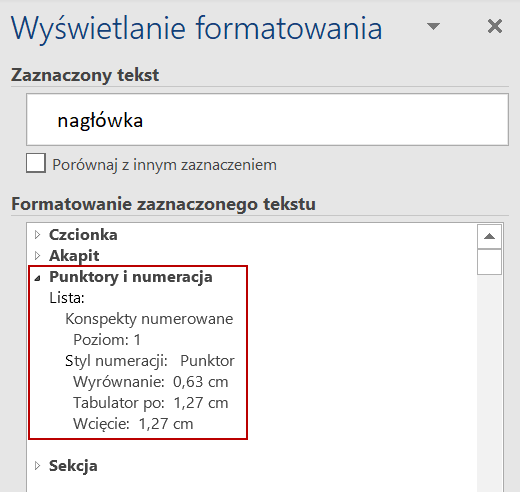 Wyświetlanie formatowania
Zaznaczony tekst
nagłówka
Porównaj z innym zaznaczeniem
Formatowanie zaznaczonego tekstu
Czcionka
Akapit
Punktory i numeracja
Lista:
Konspekty numerowane
Poziom: 1
Styl numeracji: Punktor
Wyrównanie: 0,63 cm
Tabulator po: 1,27 cm
Wcięcie: 1,27 cm
Sekcja